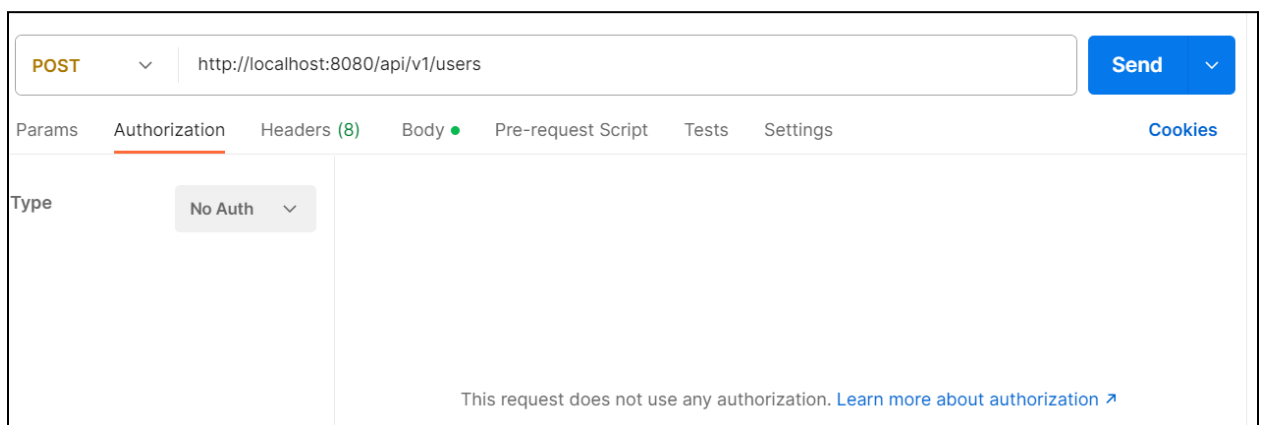 POST http://localhost:8080/api/v1/users Send
Params Authorization Headers (8) Body Pre-request Script Tests Settings Cookies
Type No Auth
This request does not use any authorization. Learn more about authorization ↗